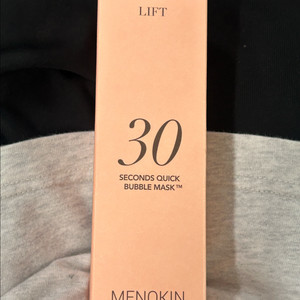 LIFT
30
SECONDS QUICK
BUBBLE MASK™
MENOKIN